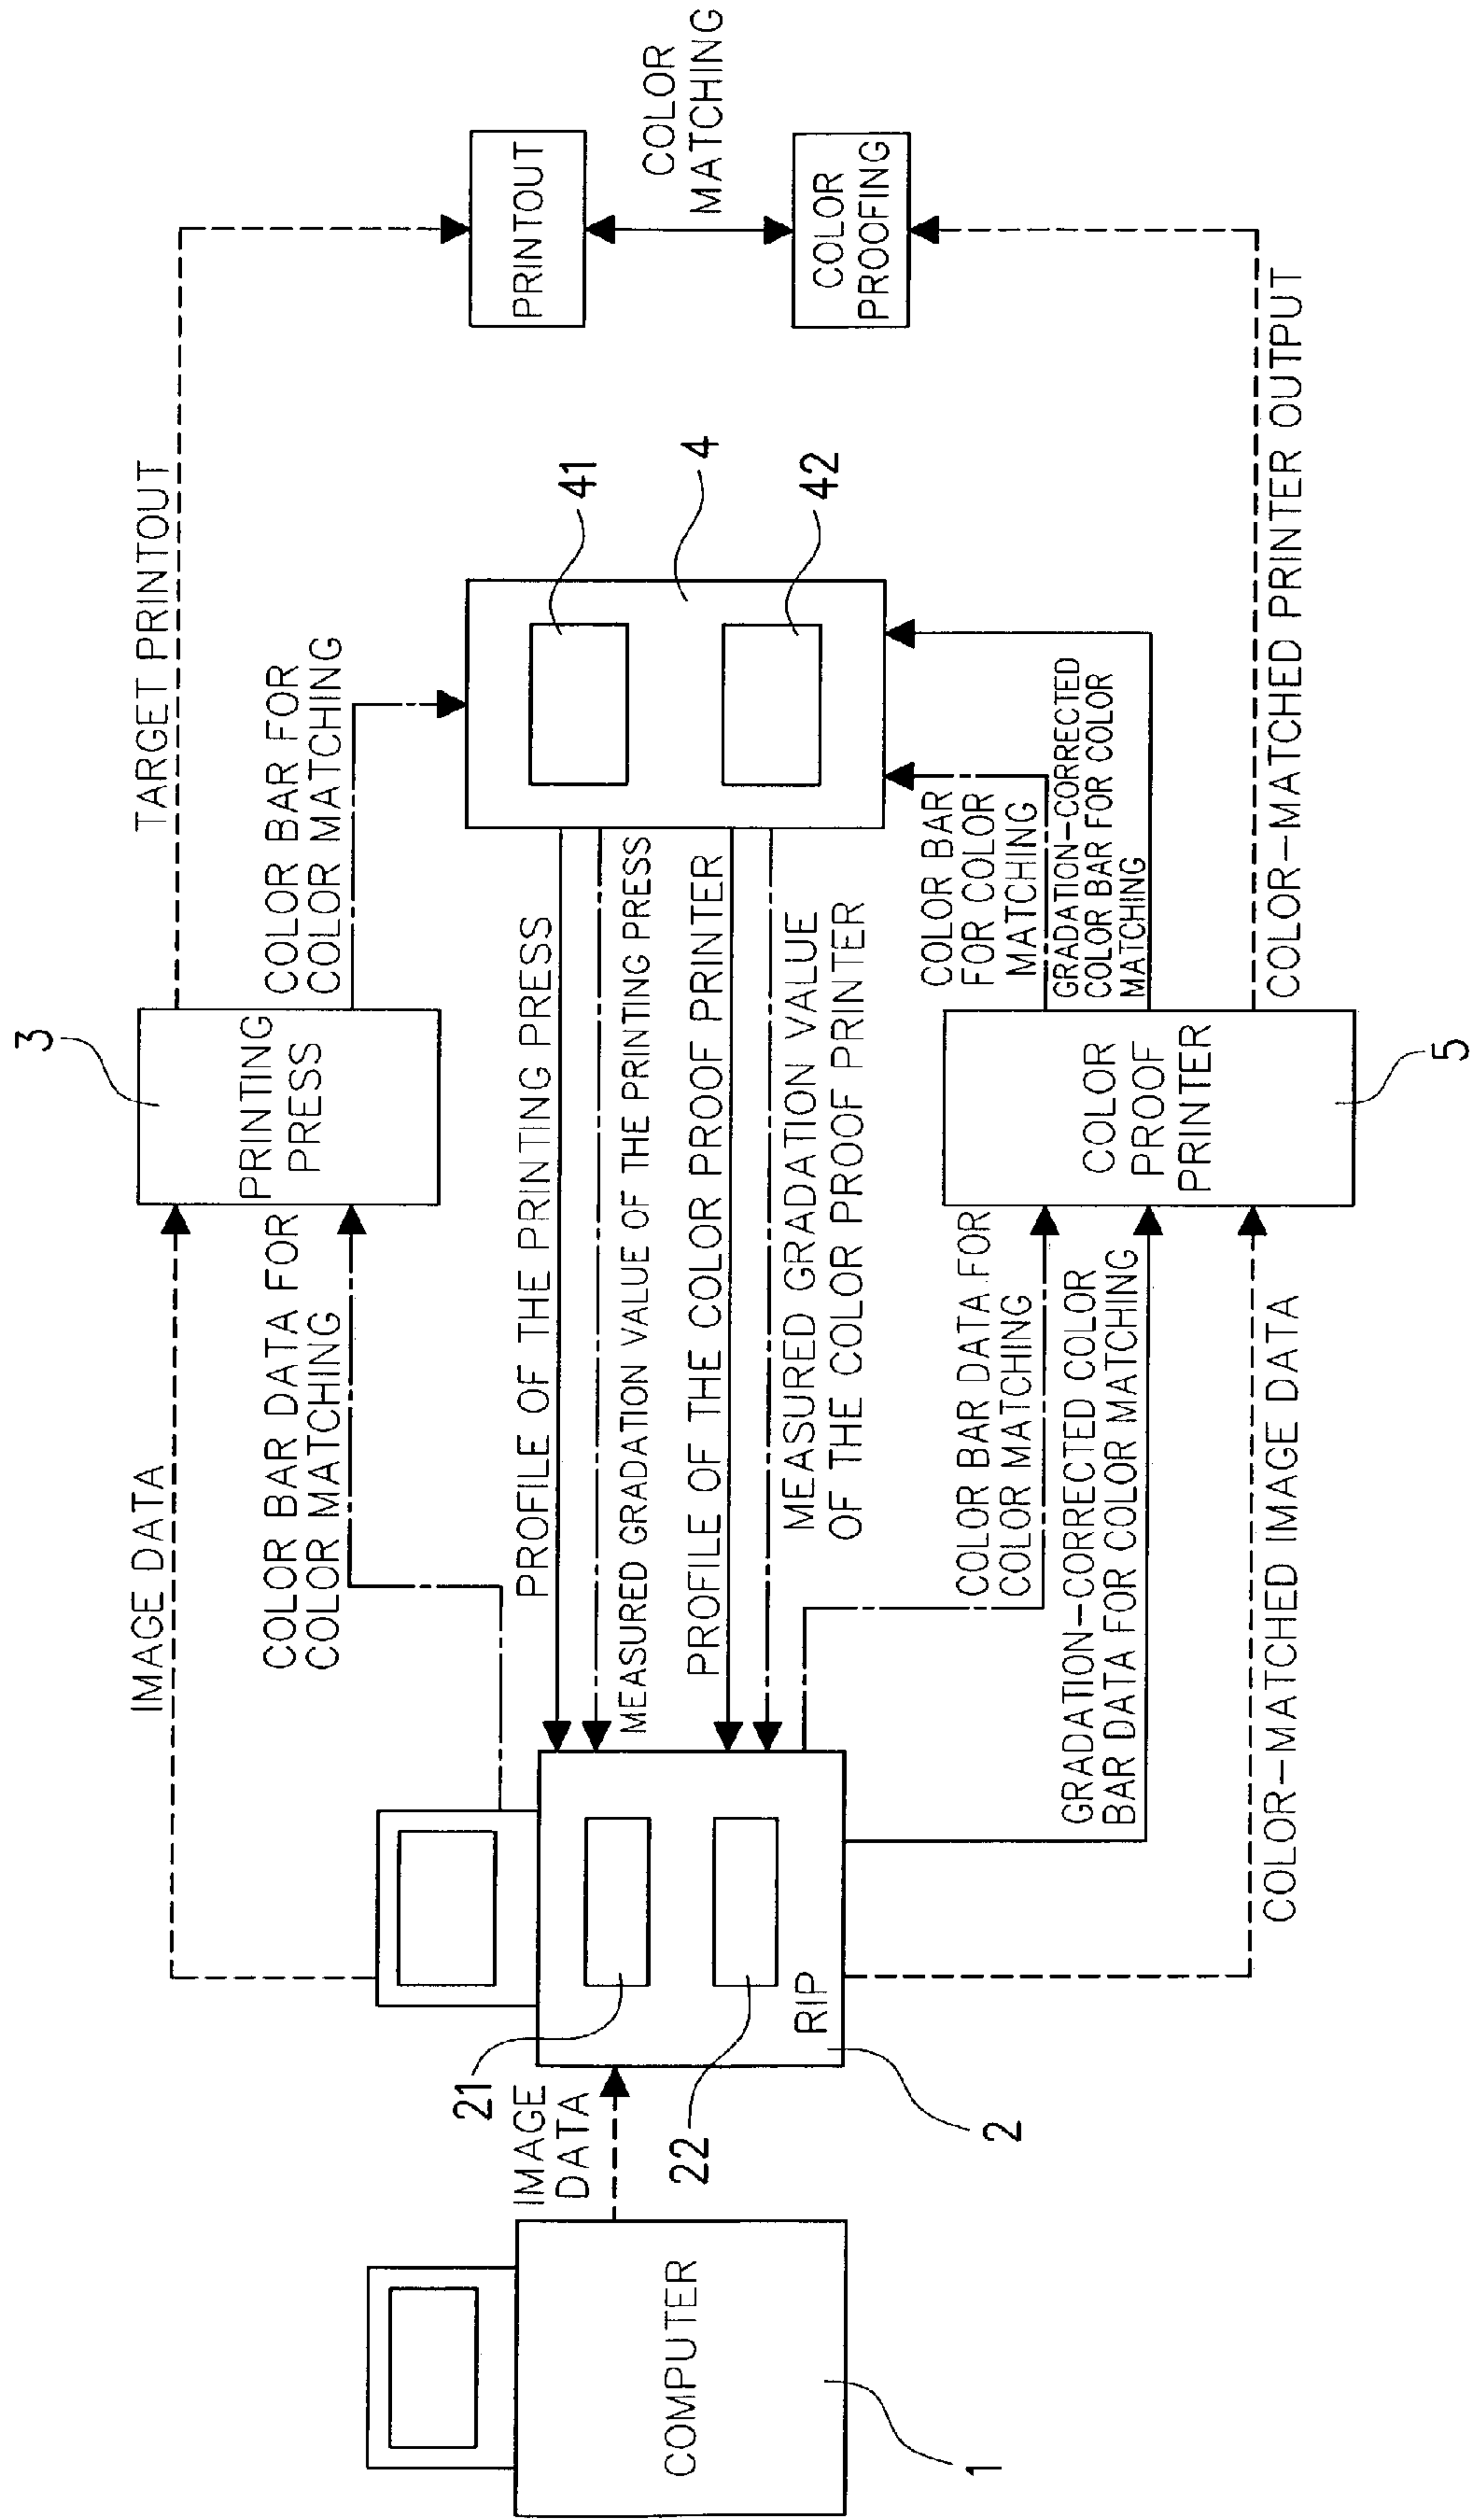 COMPUTER
1
IMAGE
DATA
21
22
RIP
2
IMAGE DATA
COLOR BAR DATA FOR
COLOR MATCHING
PRINTING
PRESS
3
TARGET PRINTOUT
COLOR BAR FOR
COLOR MATCHING
PROFILE OF THE PRINTING PRESS
MEASURED GRADATION VALUE OF THE PRINTING PRESS
PROFILE OF THE COLOR PROOF PRINTER
MEASURED GRADATION VALUE
OF THE COLOR PROOF PRINTER
41
4
42
COLOR BAR DATA FOR
COLOR MATCHING
GRADATION-CORRECTED COLOR
BAR DATA FOR COLOR MATCHING
COLOR-MATCHED IMAGE DATA
COLOR
PROOF
PRINTER
5
COLOR BAR
FOR COLOR
MATCHING
GRADATION-CORRECTED
COLOR BAR FOR COLOR
MATCHING
COLOR-MATCHED PRINTER OUTPUT
PRINTOUT
COLOR
MATCHING
COLOR
PROOFING